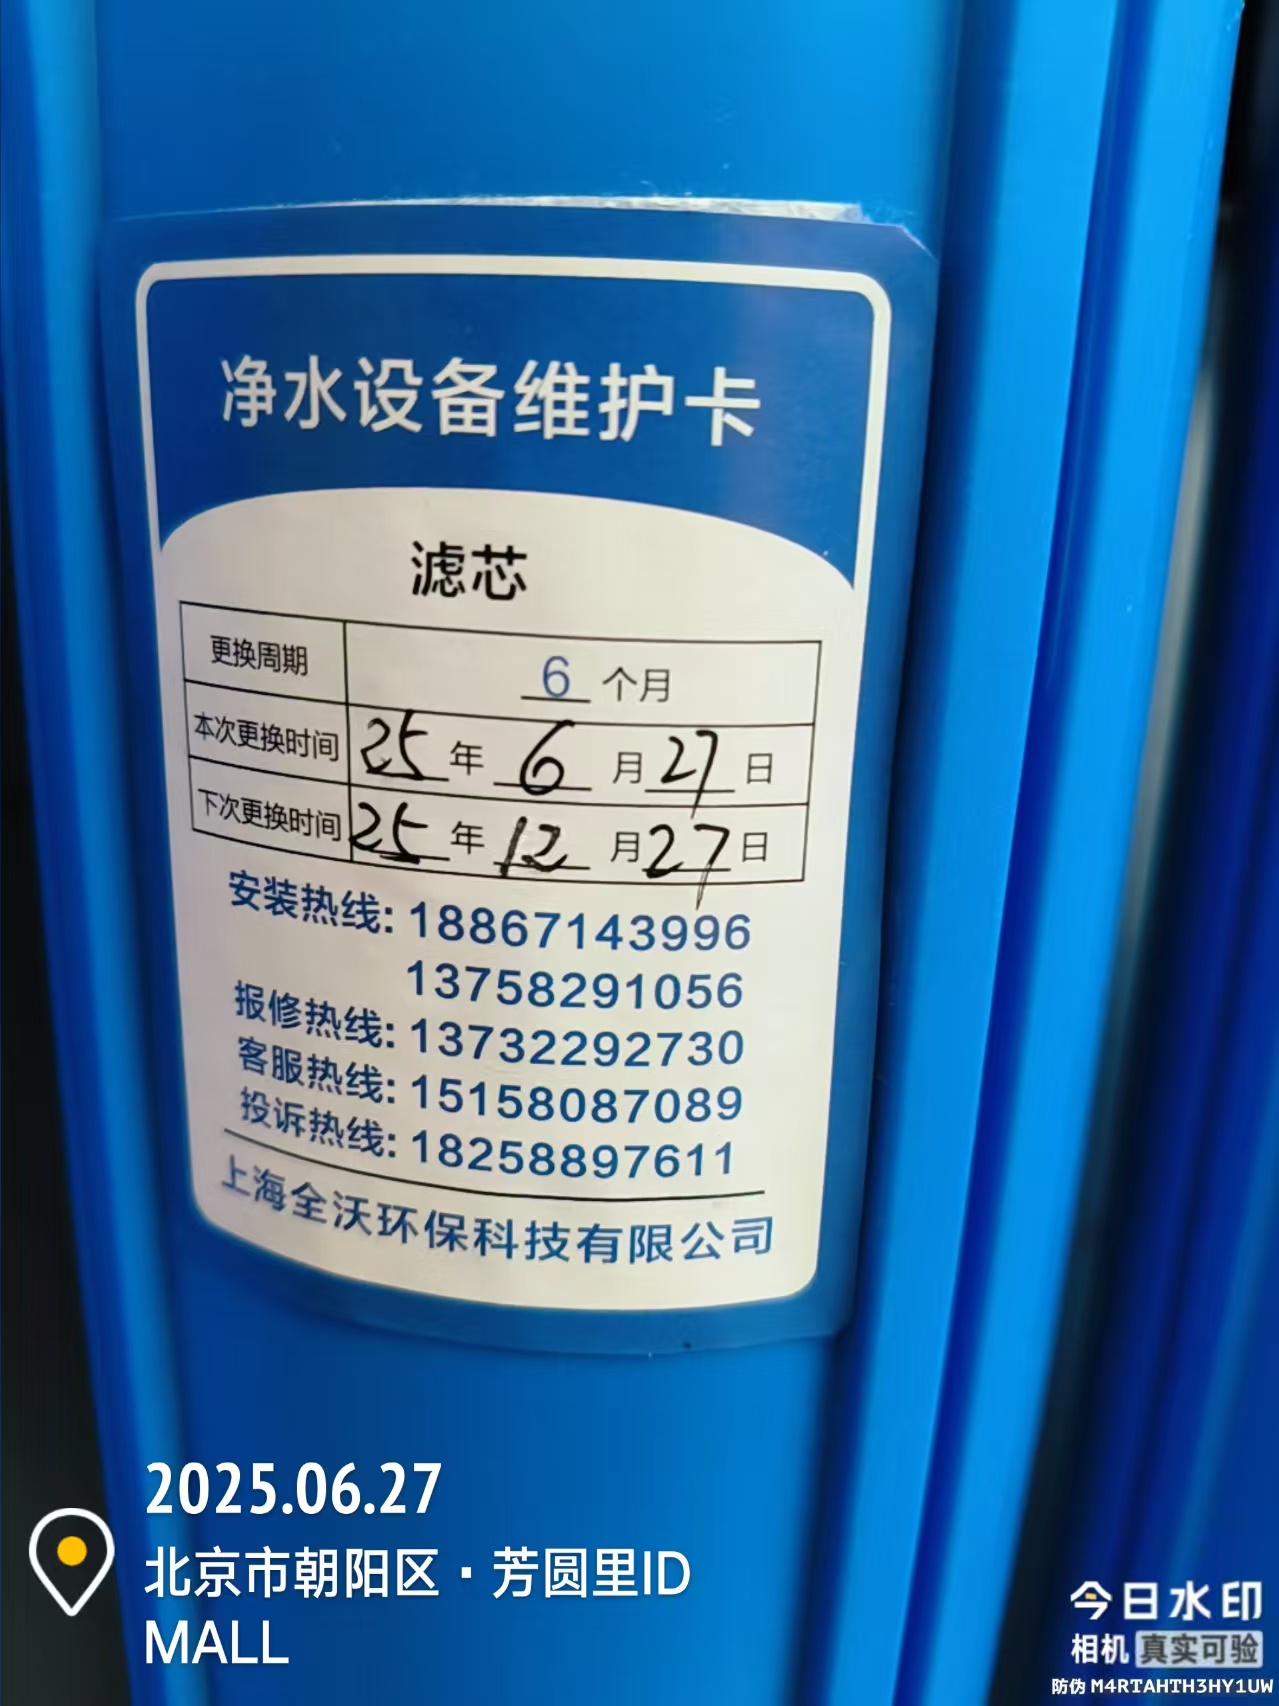 净水设备维护卡
滤芯
更换周期 6 个月
本次更换时间 25 年 6 月 27 日
下次更换时间 25 年 12 月 27 日
安装热线: 18867143996
13758291056
报修热线: 13732292730
客服热线: 15158087089
投诉热线: 18258897611
上海全沃环保科技有限公司
2025.06.27
北京市朝阳区·芳圆里ID
MALL
今日水印
相机 真实可验
防伪 M4RTAHTH3HY1UW